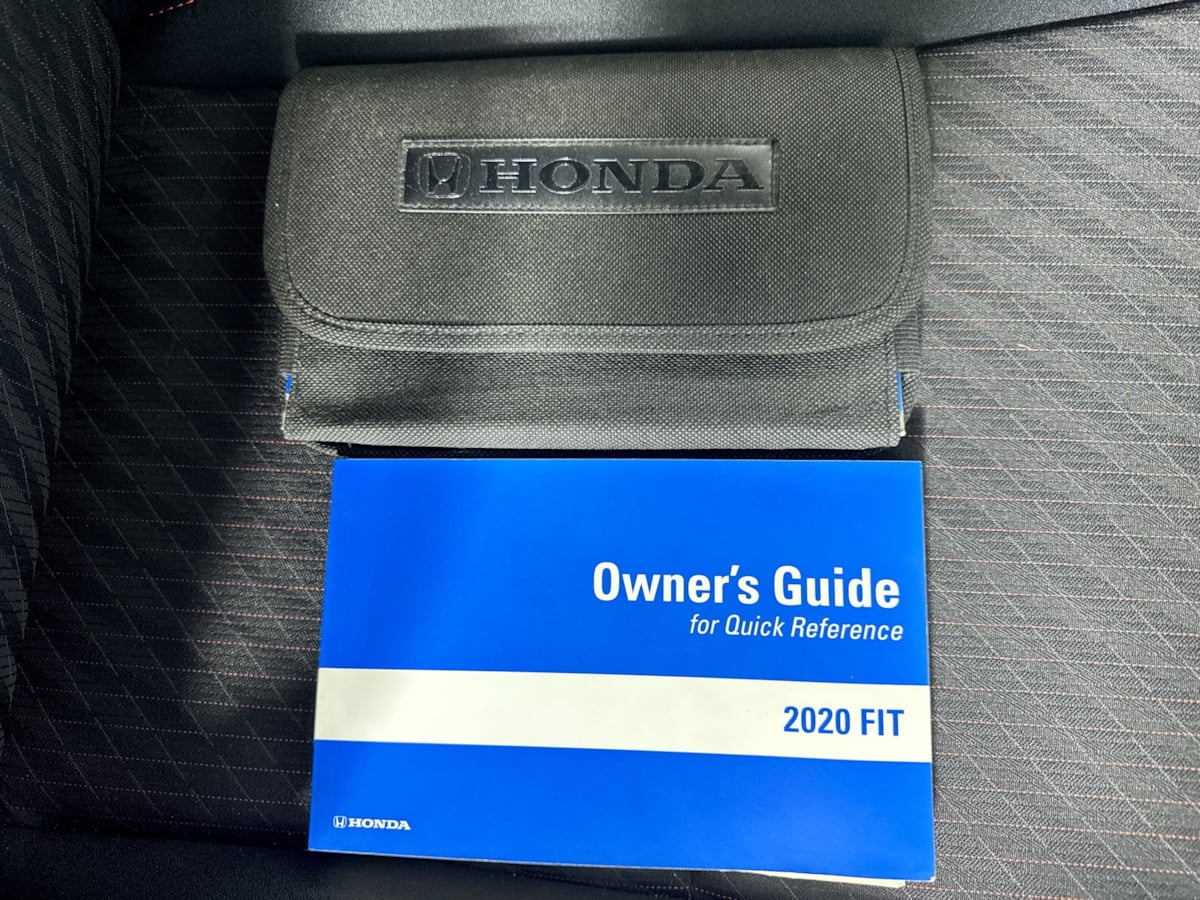 HONDA
Owner's Guide
for Quick Reference
2020 FIT
HONDA